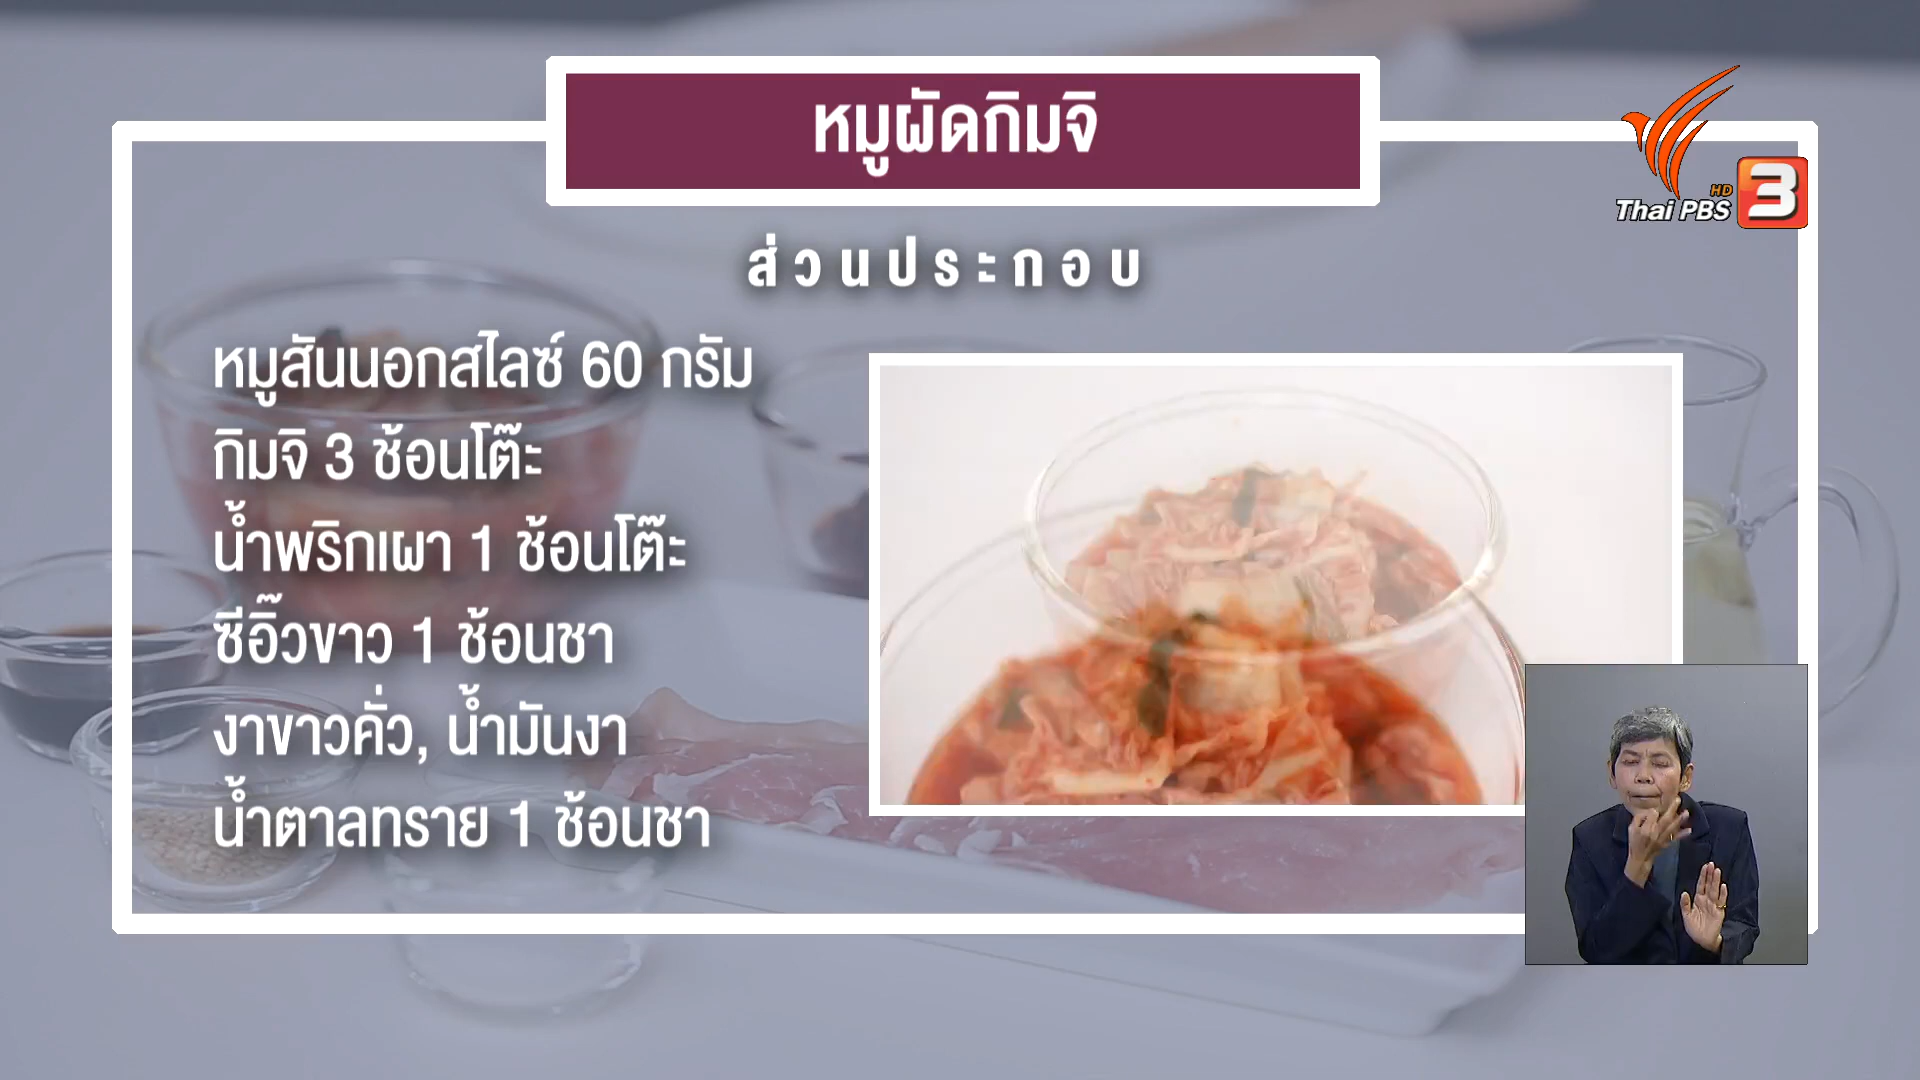 หมูผัดกิมจิ
HD
Thai PBS 3
ส่วนประกอบ
หมูสันนอกสไลซ์ 60 กรัม
กิมจิ 3 ช้อนโต๊ะ
น้ำพริกเผา 1 ช้อนโต๊ะ
ซีอิ๊วขาว 1 ช้อนชา
งาขาวคั่ว, น้ำมันงา
น้ำตาลทราย 1 ช้อนชา